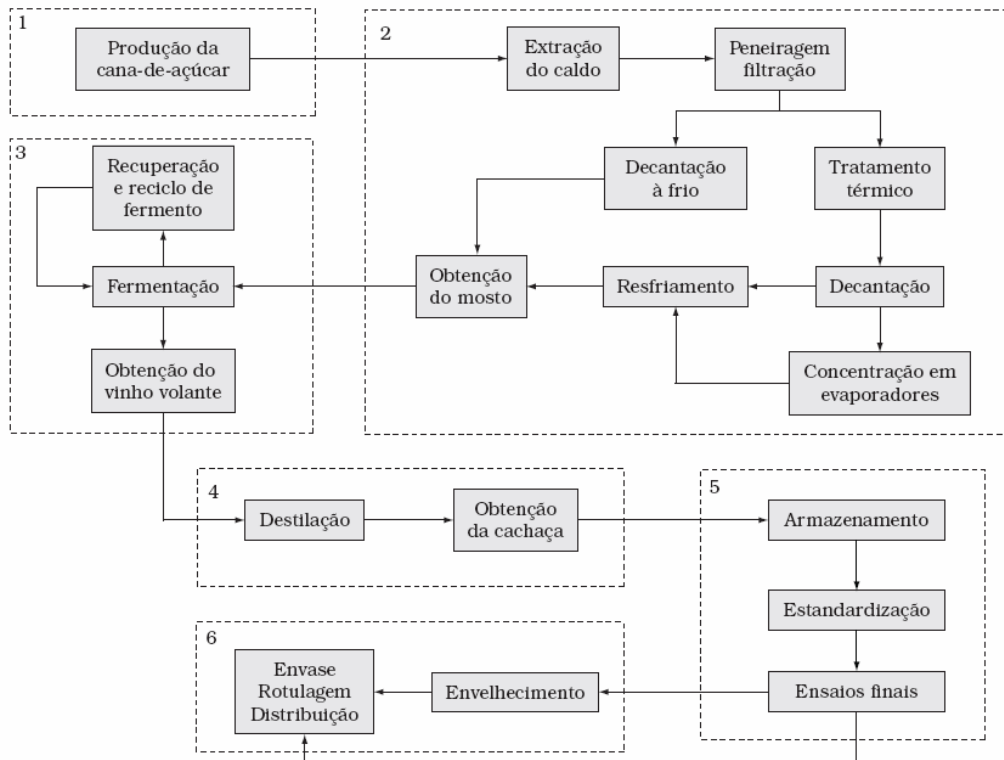 1
Produção da
cana-de-açúcar
2
Extração
do caldo
Peneiragem
filtração
Decantação
à frio
Tratamento
térmico
Obtenção
do mosto
Resfriamento
Decantação
Concentração em
evaporadores
3
Recuperação
e reciclo de
fermento
Fermentação
Obtenção do
vinho volante
4
Destilação
Obtenção
da cachaça
5
Armazenamento
Estandardização
Ensaios finais
6
Envase
Rotulagem
Distribuição
Envelhecimento